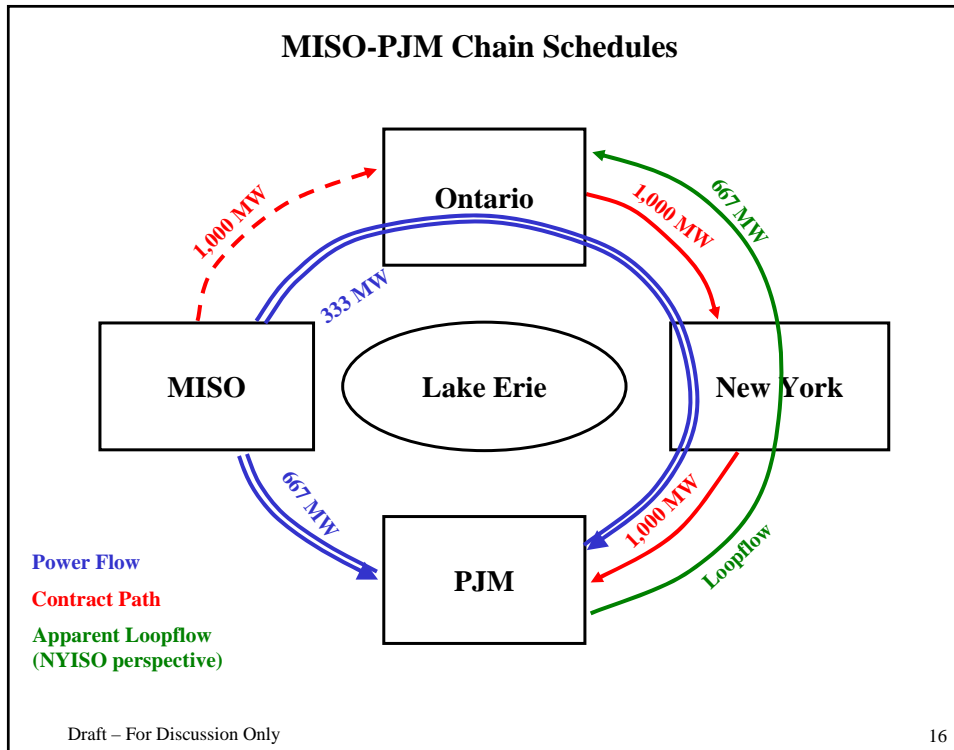 MISO-PJM Chain Schedules
1,000 MW
Ontario
1,000 MW
667 MW
333 MW
MISO
Lake Erie
New York
667 MW
1,000 MW
Loopflow
PJM
Power Flow
Contract Path
Apparent Loopflow
(NYISO perspective)
Draft – For Discussion Only
16